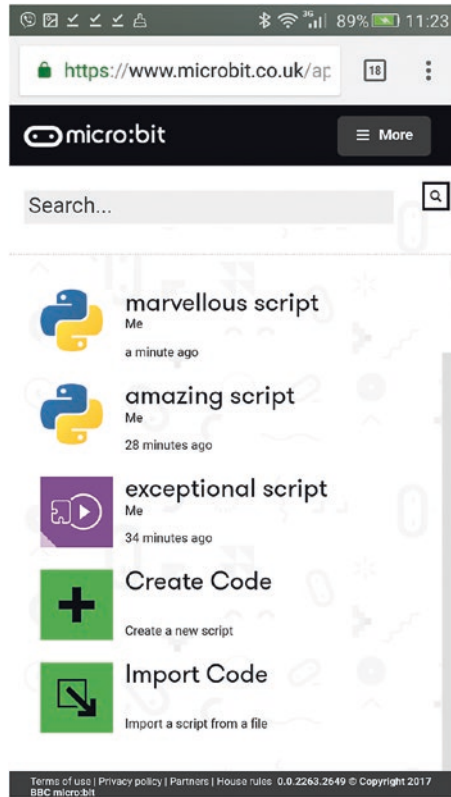 3G 89% 11:23
https://www.microbit.co.uk/ap 18
micro:bit More
Search...
marvellous script
Me
a minute ago
amazing script
Me
28 minutes ago
exceptional script
Me
34 minutes ago
Create Code
Create a new script
Import Code
Import a script from a file
Terms of use | Privacy policy | Partners | House rules 0.0.2263.2649 © Copyright 2017
BBC micro:bit